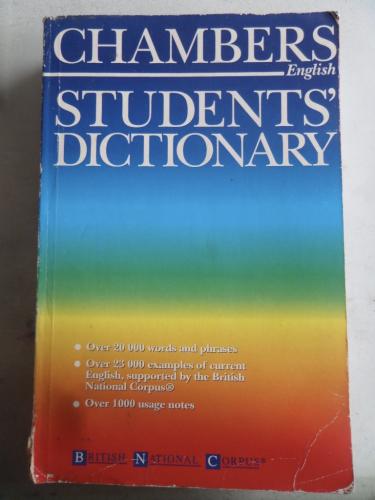 CHAMBERS
English
STUDENTS'
DICTIONARY
• Over 20 000 words and phrases
• Over 25 000 examples of current
English, supported by the British
National Corpus®
• Over 1000 usage notes
BRITISH NATIONAL CORPUS®